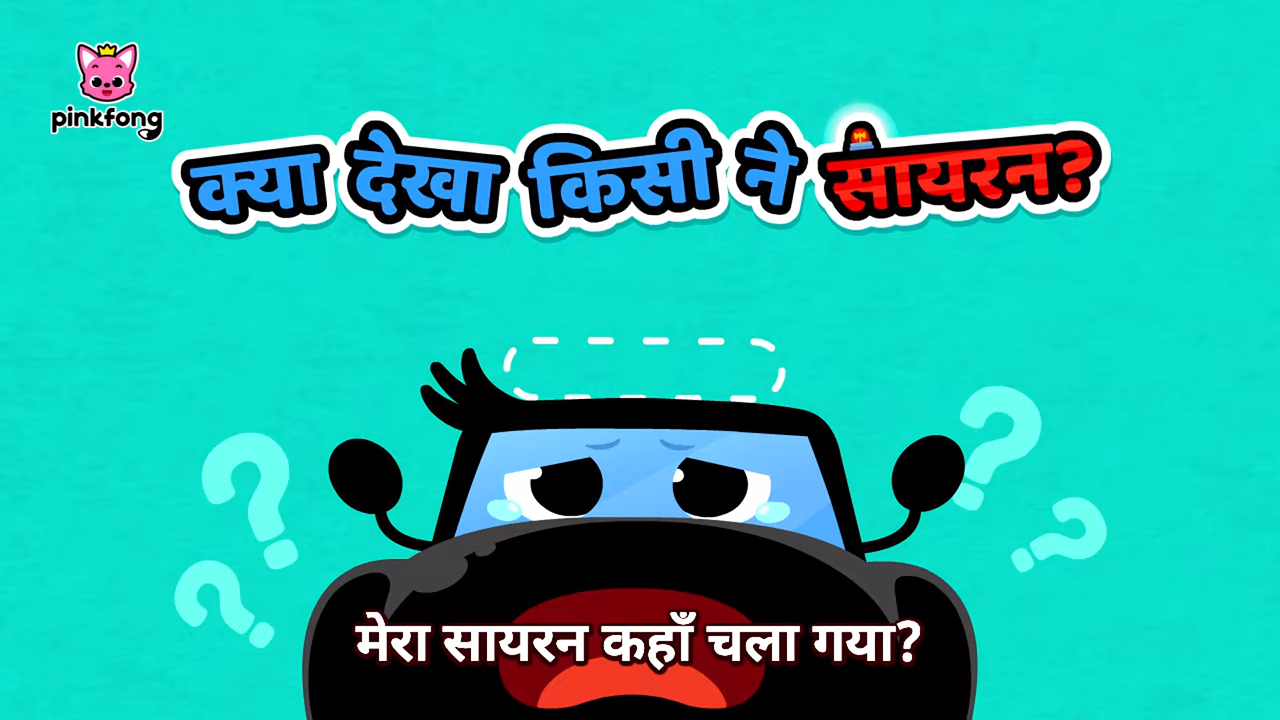 pinkfong
क्या देखा किसी ने सायरन?
मेरा सायरन कहाँ चला गया?